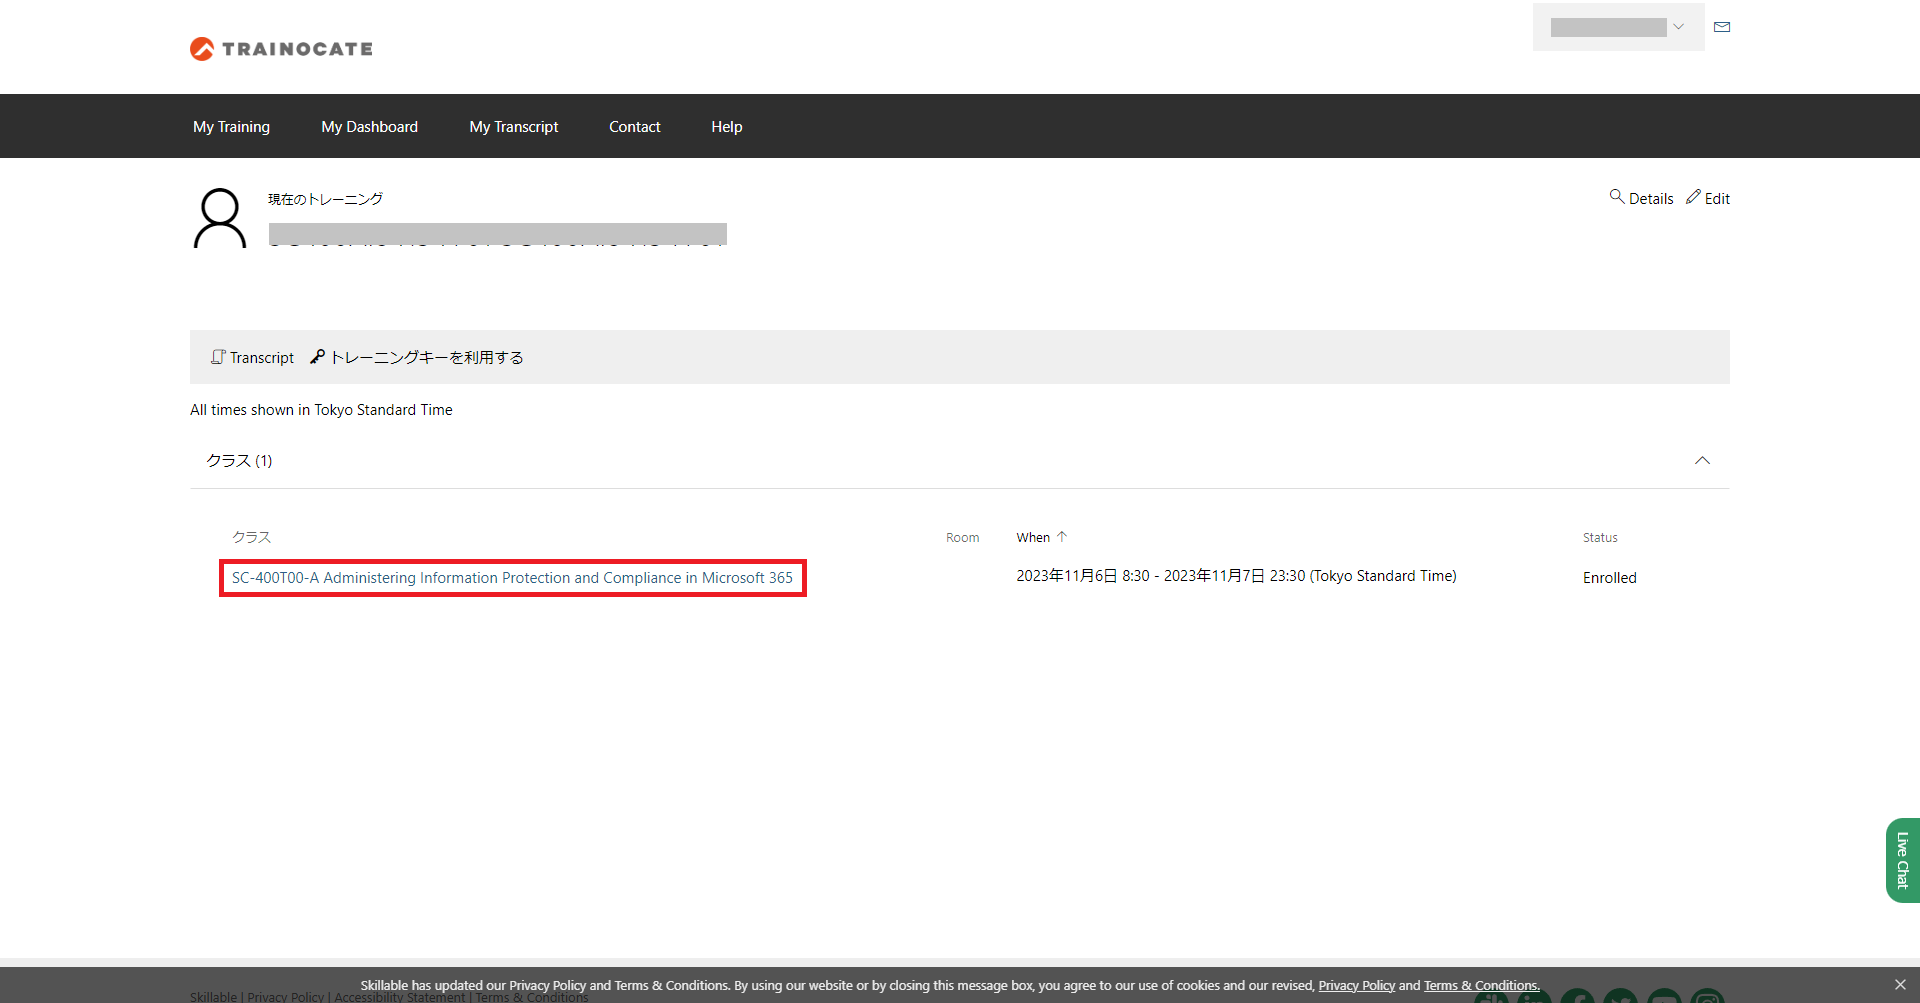 TRAINOCATE
My Training My Dashboard My Transcript Contact Help
現在のトレーニング
Details Edit
Transcript トレーニングキーを利用する
All times shown in Tokyo Standard Time
クラス (1)
クラス Room When Status
SC-400T00-A Administering Information Protection and Compliance in Microsoft 365 2023年11月6日 8:30 - 2023年11月7日 23:30 (Tokyo Standard Time) Enrolled
Live Chat
Skillable has updated our Privacy Policy and Terms & Conditions. By using our website or by closing this message box, you agree to our use of cookies and our revised, Privacy Policy and Terms & Conditions.
Skillable | Privacy Policy | Accessibility Statement | Terms & Conditions